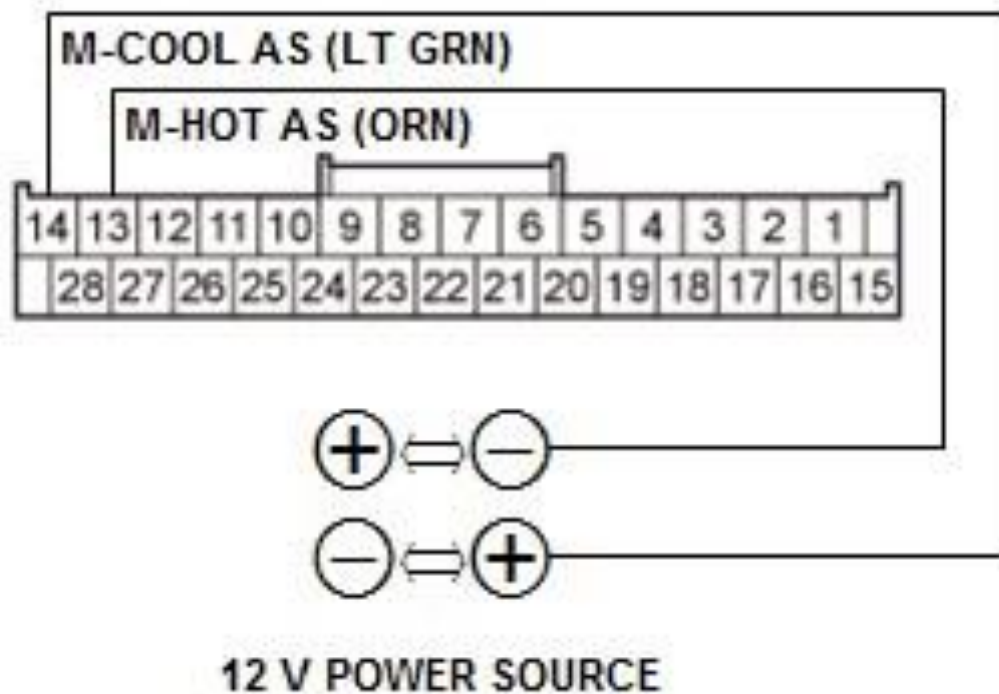 M-COOL AS (LT GRN)
M-HOT AS (ORN)
14 13 12 11 10 9 8 7 6 5 4 3 2 1
28 27 26 25 24 23 22 21 20 19 18 17 16 15
+ −
− +
12 V POWER SOURCE